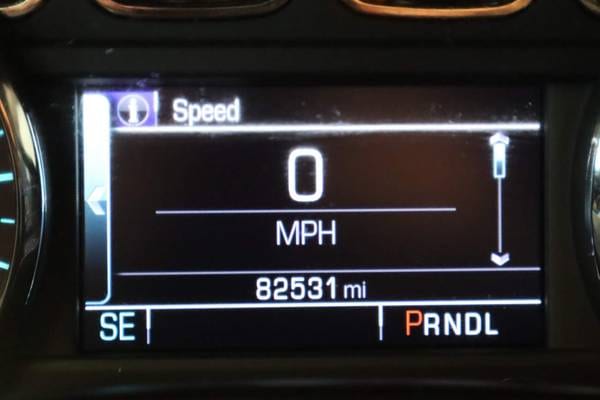 i Speed
0
MPH
82531 mi
SE PRNDL